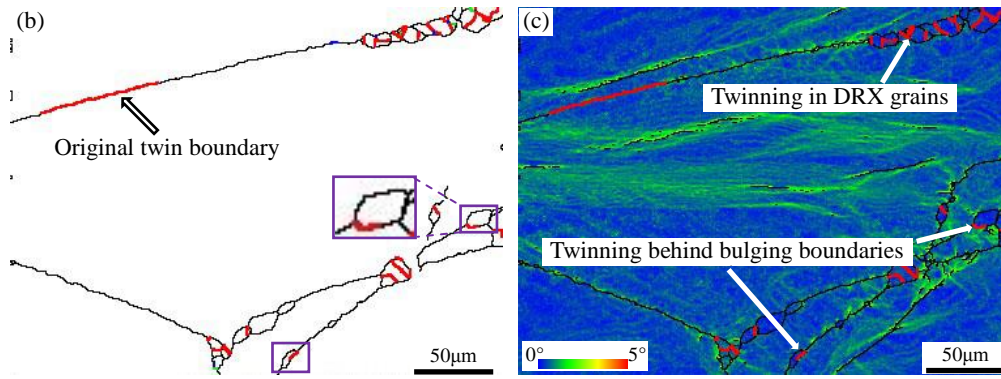 (b)
Original twin boundary
50μm
(c)
Twinning in DRX grains
Twinning behind bulging boundaries
0° 5°
50μm